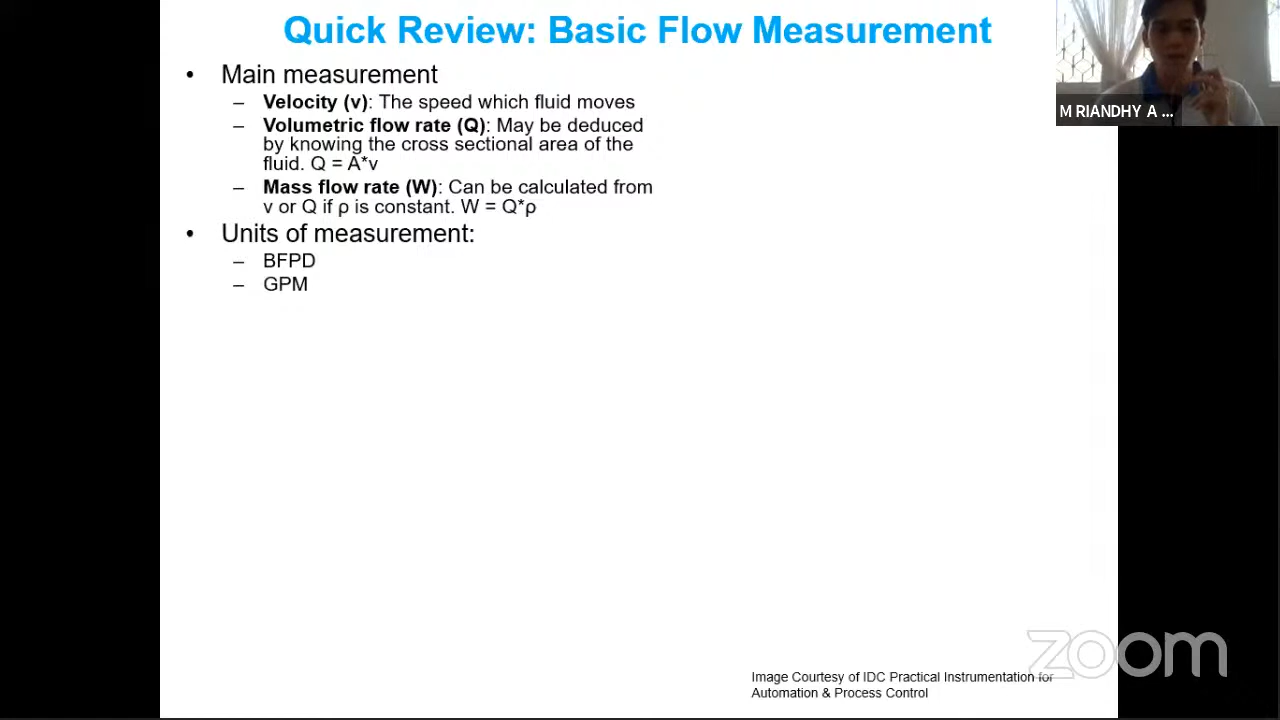 Quick Review: Basic Flow Measurement
• Main measurement
– Velocity (v): The speed which fluid moves
– Volumetric flow rate (Q): May be deduced
by knowing the cross sectional area of the
fluid. Q = A*v
– Mass flow rate (W): Can be calculated from
v or Q if ρ is constant. W = Q*ρ
• Units of measurement:
– BFPD
– GPM
M RIANDHY A ...
zoom
Image Courtesy of IDC Practical Instrumentation for
Automation & Process Control